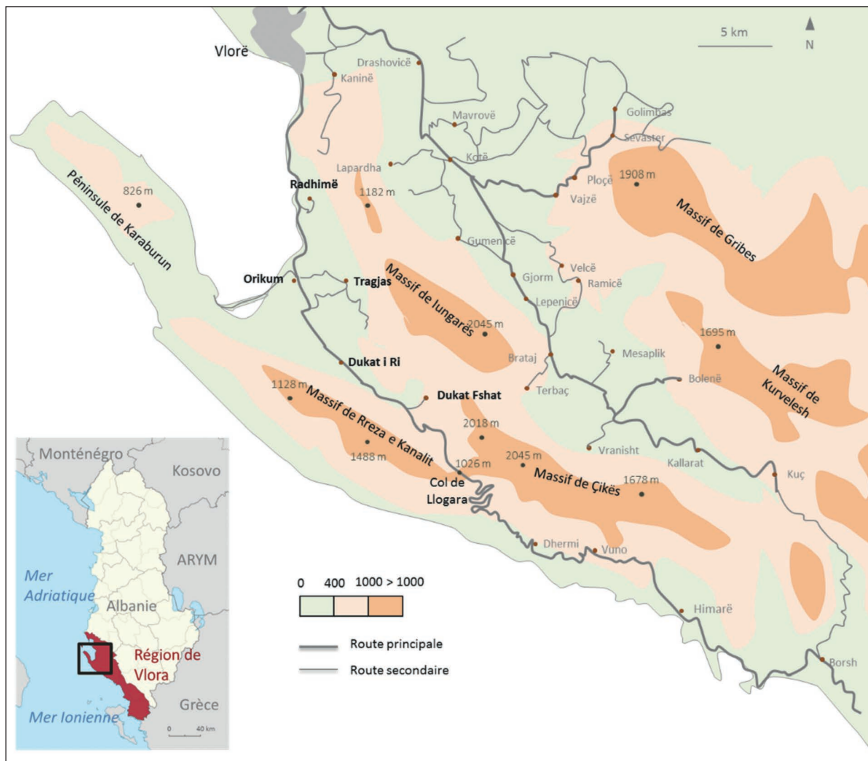 Vlorë
Drashovicë
Kaninë
5 km
N
Mavrovë
Golimbas
Sevaster
Kotë
Lapardha
Ploçë
1908 m
Vajzë
826 m
Péninsule de Karaburun
Radhimë
1182 m
Massif de Gribes
Gumenicë
Velcë
Gjorm
Ramicë
Orikum
Tragjas
Massif de lungares
Lepenicë
2045 m
1695 m
Brataj
Mesaplik
Dukat i Ri
Bolenë
Massif de
Kurvelesh
Terbaç
Dukat Fshat
1128 m
Massif de Rreza e Kanalit
2018 m
Vranisht
1488 m
1026 m
2045 m
Massif de Çikës
Kallarat
1678 m
Kuç
Col de
Llogara
Dhermi
Vuno
Himarë
Borsh
0 400 1000 > 1000
Route principale
Route secondaire
Monténégro
Kosovo
ARYM
Mer
Adriatique
Albanie
Région de
Vlora
Mer Ionienne
Grèce
0 40 km